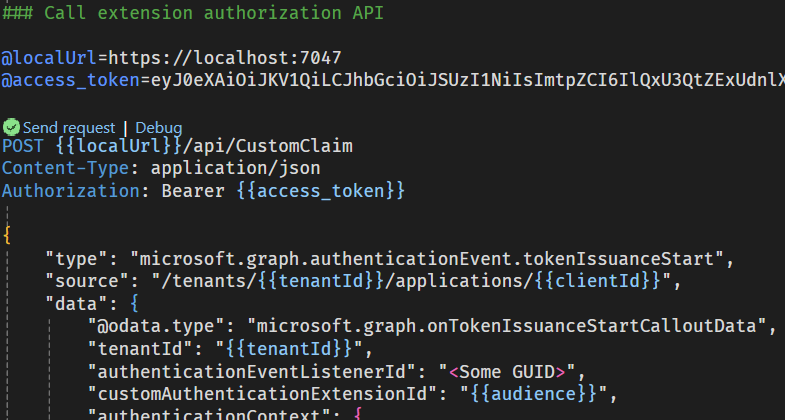 ### Call extension authorization API
@localUrl=https://localhost:7047
@access_token=eyJ0eXAiOiJKV1QiLCJhbGciOiJSUzI1NiIsImtpZCI6IlQxU3QtZExUdnlX
Send request | Debug
POST {{localUrl}}/api/CustomClaim
Content-Type: application/json
Authorization: Bearer {{access_token}}
{
"type": "microsoft.graph.authenticationEvent.tokenIssuanceStart",
"source": "/tenants/{{tenantId}}/applications/{{clientId}}",
"data": {
"@odata.type": "microsoft.graph.onTokenIssuanceStartCalloutData",
"tenantId": "{{tenantId}}",
"authenticationEventListenerId": "<Some GUID>",
"customAuthenticationExtensionId": "{{audience}}",
"authenticationContext": {